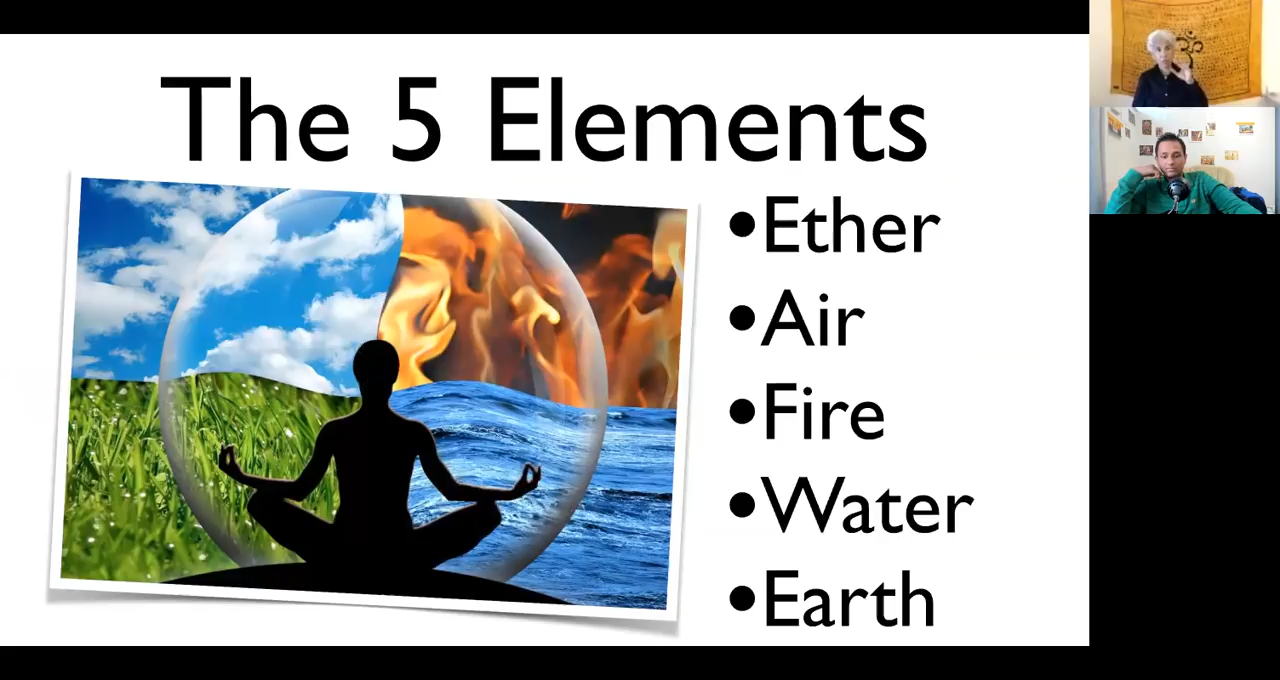 The 5 Elements
•Ether
•Air
•Fire
•Water
•Earth